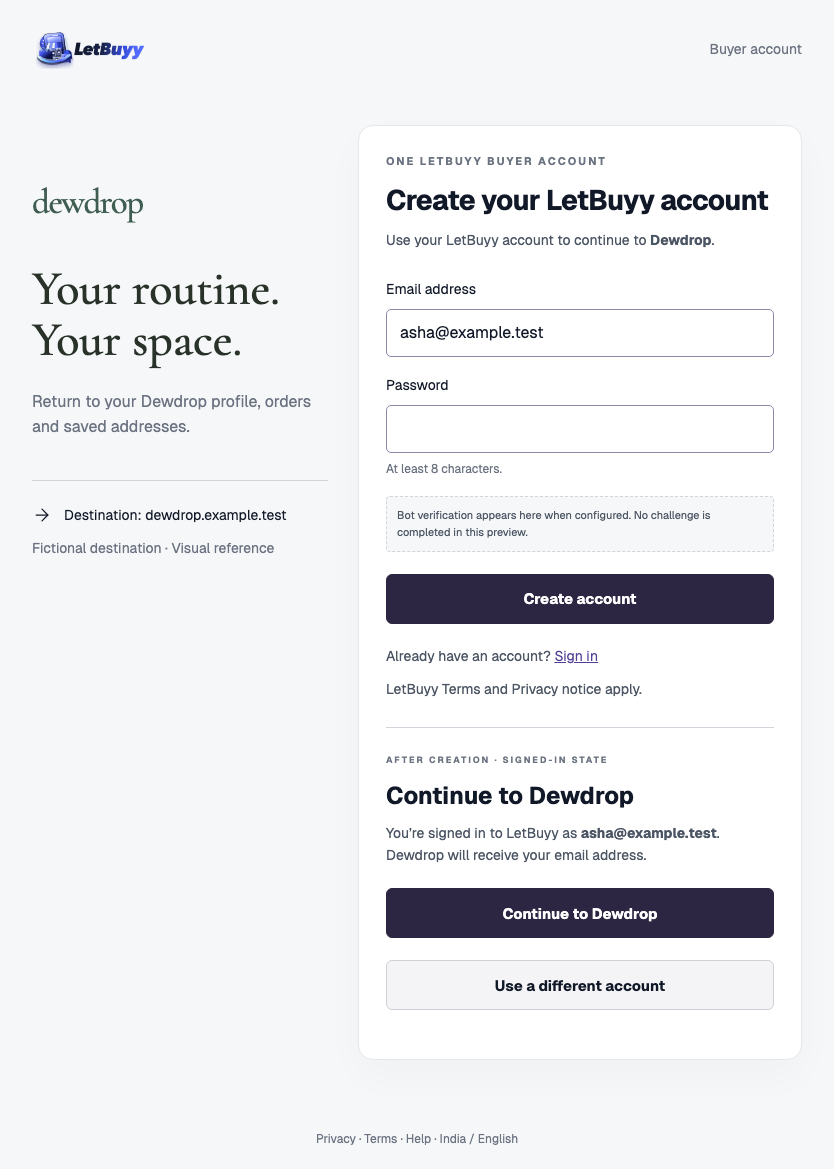 LetBuyy
Buyer account
dewdrop
Your routine.
Your space.
Return to your Dewdrop profile, orders
and saved addresses.
Destination: dewdrop.example.test
Fictional destination · Visual reference
ONE LETBUYY BUYER ACCOUNT
Create your LetBuyy account
Use your LetBuyy account to continue to Dewdrop.
Email address
asha@example.test
Password
At least 8 characters.
Bot verification appears here when configured. No challenge is
completed in this preview.
Create account
Already have an account? Sign in
LetBuyy Terms and Privacy notice apply.
AFTER CREATION · SIGNED-IN STATE
Continue to Dewdrop
You’re signed in to LetBuyy as asha@example.test.
Dewdrop will receive your email address.
Continue to Dewdrop
Use a different account
Privacy · Terms · Help · India / English